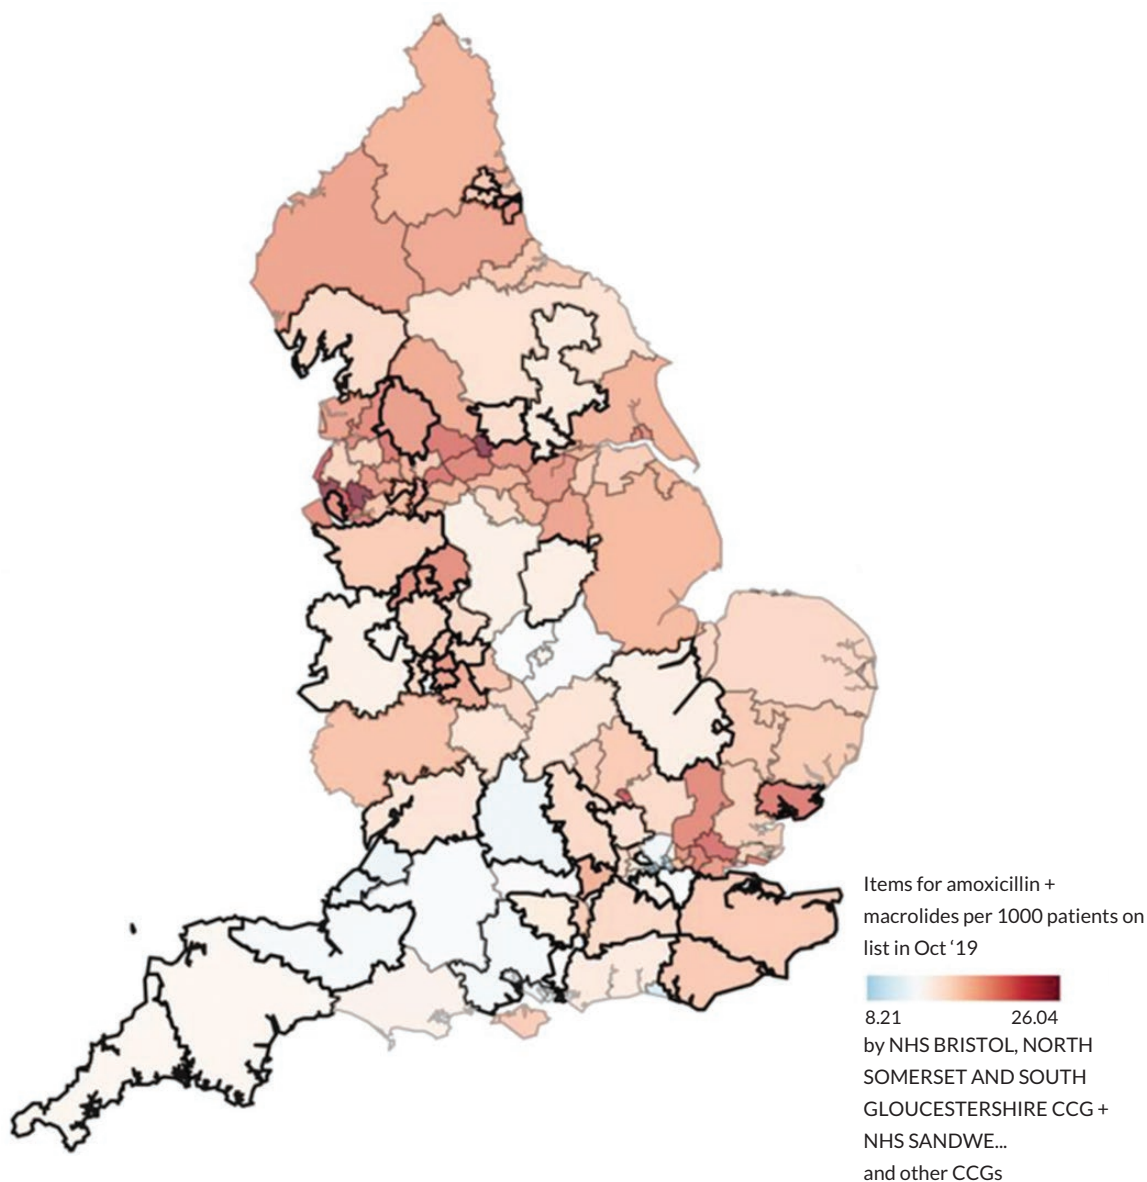 Items for amoxicillin +
macrolides per 1000 patients on
list in Oct ‘19
8.21 26.04
by NHS BRISTOL, NORTH
SOMERSET AND SOUTH
GLOUCESTERSHIRE CCG +
NHS SANDWE...
and other CCGs